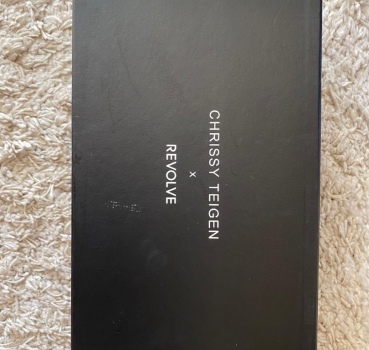 CHRISSY TEIGEN
x
REVOLVE